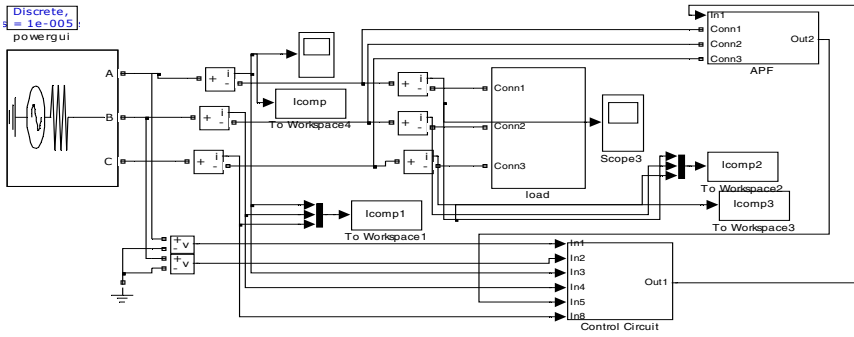 Discrete,
s = 1e-005 s
powergui
A
B
C
+ i -
+ i -
+ i -
Icomp
To Workspace4
+ i -
+ i -
+ i -
Conn1
Conn2
Conn3
load
Scope3
In1
Conn1
Conn2
Conn3
Out2
APF
Icomp2
To Workspace2
Icomp3
To Workspace3
Icomp1
To Workspace1
+ - v
+ - v
In1
In2
In3
In4
In5
In8
Out1
Control Circuit